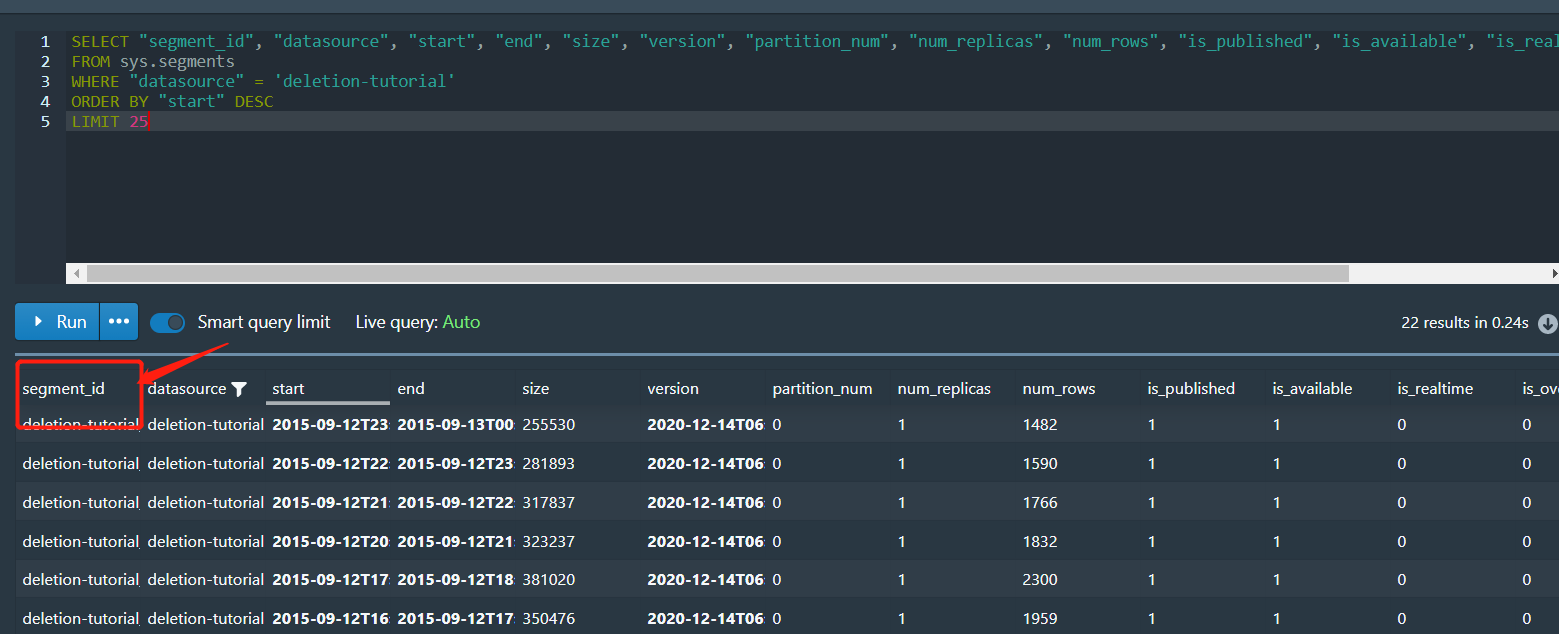 1 SELECT "segment_id", "datasource", "start", "end", "size", "version", "partition_num", "num_replicas", "num_rows", "is_published", "is_available", "is_real
2 FROM sys.segments
3 WHERE "datasource" = 'deletion-tutorial'
4 ORDER BY "start" DESC
5 LIMIT 25
Run ••• Smart query limit Live query: Auto 22 results in 0.24s
segment_id datasource start end size version partition_num num_replicas num_rows is_published is_available is_realtime is_ov
deletion-tutorial_ deletion-tutorial 2015-09-12T23: 2015-09-13T00: 255530 2020-12-14T06: 0 1 1482 1 1 0 0
deletion-tutorial_ deletion-tutorial 2015-09-12T22: 2015-09-12T23: 281893 2020-12-14T06: 0 1 1590 1 1 0 0
deletion-tutorial_ deletion-tutorial 2015-09-12T21: 2015-09-12T22: 317837 2020-12-14T06: 0 1 1766 1 1 0 0
deletion-tutorial_ deletion-tutorial 2015-09-12T20: 2015-09-12T21: 323237 2020-12-14T06: 0 1 1832 1 1 0 0
deletion-tutorial_ deletion-tutorial 2015-09-12T17: 2015-09-12T18: 381020 2020-12-14T06: 0 1 2300 1 1 0 0
deletion-tutorial_ deletion-tutorial 2015-09-12T16: 2015-09-12T17: 350476 2020-12-14T06: 0 1 1959 1 1 0 0